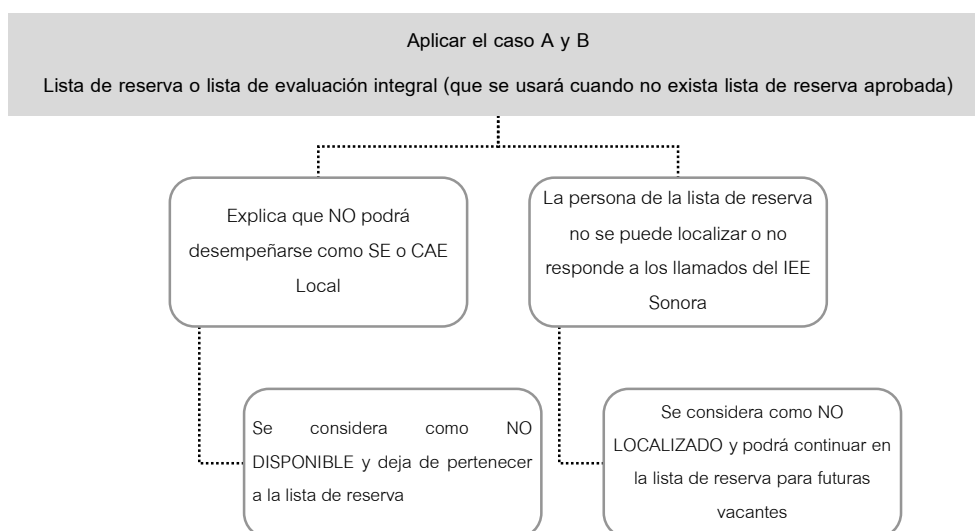 Aplicar el caso A y B
Lista de reserva o lista de evaluación integral (que se usará cuando no exista lista de reserva aprobada)
Explica que NO podrá
desempeñarse como SE o CAE
Local
La persona de la lista de reserva
no se puede localizar o no
responde a los llamados del IEE
Sonora
Se considera como NO
DISPONIBLE y deja de pertenecer
a la lista de reserva
Se considera como NO
LOCALIZADO y podrá continuar en
la lista de reserva para futuras
vacantes